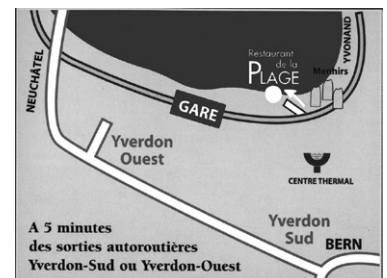 Restaurant
de la
PLAGE
YVONAND
Menhirs
NEUCHÂTEL
GARE
Yverdon
Ouest
CENTRE THERMAL
Yverdon
Sud
BERN
A 5 minutes
des sorties autoroutières
Yverdon-Sud ou Yverdon-Ouest